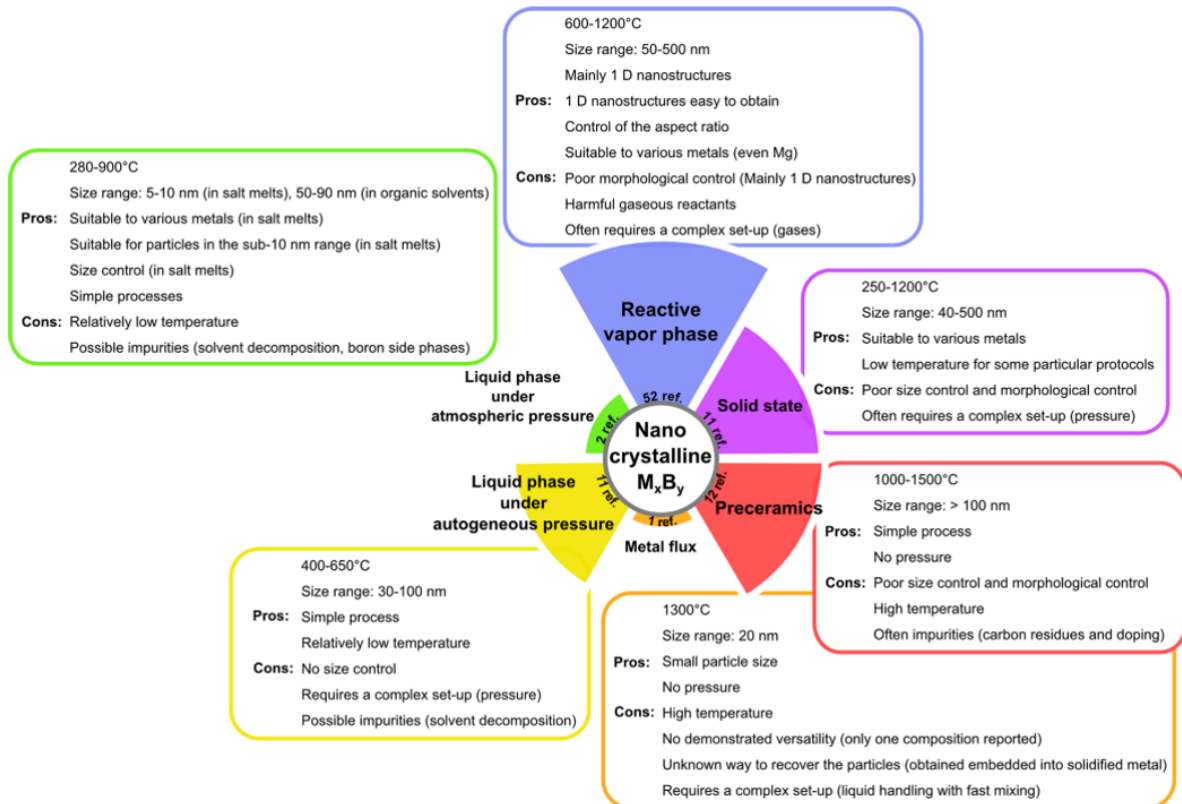 600-1200°C
Size range: 50-500 nm
Mainly 1 D nanostructures
Pros: 1 D nanostructures easy to obtain
Control of the aspect ratio
Suitable to various metals (even Mg)
Cons: Poor morphological control (Mainly 1 D nanostructures)
Harmful gaseous reactants
Often requires a complex set-up (gases)
280-900°C
Size range: 5-10 nm (in salt melts), 50-90 nm (in organic solvents)
Pros: Suitable to various metals (in salt melts)
Suitable for particles in the sub-10 nm range (in salt melts)
Size control (in salt melts)
Simple processes
Cons: Relatively low temperature
Possible impurities (solvent decomposition, boron side phases)
250-1200°C
Size range: 40-500 nm
Pros: Suitable to various metals
Low temperature for some particular protocols
Cons: Poor size control and morphological control
Often requires a complex set-up (pressure)
Reactive
vapor phase
52 ref.
Solid state
11 ref.
Liquid phase
under
atmospheric pressure
2 ref.
Nano
crystalline
MxBy
Liquid phase
under
autogeneous pressure
11 ref.
Preceramics
12 ref.
1 ref.
Metal flux
1000-1500°C
Size range: > 100 nm
Pros: Simple process
No pressure
Cons: Poor size control and morphological control
High temperature
Often impurities (carbon residues and doping)
400-650°C
Size range: 30-100 nm
Pros: Simple process
Relatively low temperature
Cons: No size control
Requires a complex set-up (pressure)
Possible impurities (solvent decomposition)
1300°C
Size range: 20 nm
Pros: Small particle size
No pressure
Cons: High temperature
No demonstrated versatility (only one composition reported)
Unknown way to recover the particles (obtained embedded into solidified metal)
Requires a complex set-up (liquid handling with fast mixing)